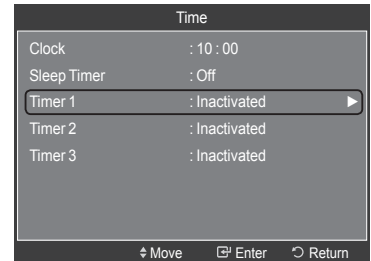 Time
Clock : 10 : 00
Sleep Timer : Off
Timer 1 : Inactivated
Timer 2 : Inactivated
Timer 3 : Inactivated
Move Enter Return